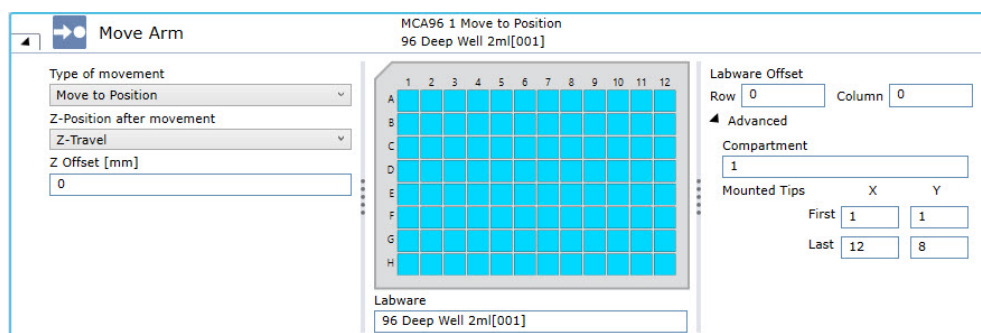 Move Arm
MCA96 1 Move to Position
96 Deep Well 2ml[001]
Type of movement
Move to Position
Z-Position after movement
Z-Travel
Z Offset [mm]
0
1 2 3 4 5 6 7 8 9 10 11 12
A
B
C
D
E
F
G
H
Labware
96 Deep Well 2ml[001]
Labware Offset
Row 0 Column 0
Advanced
Compartment
1
Mounted Tips X Y
First 1 1
Last 12 8